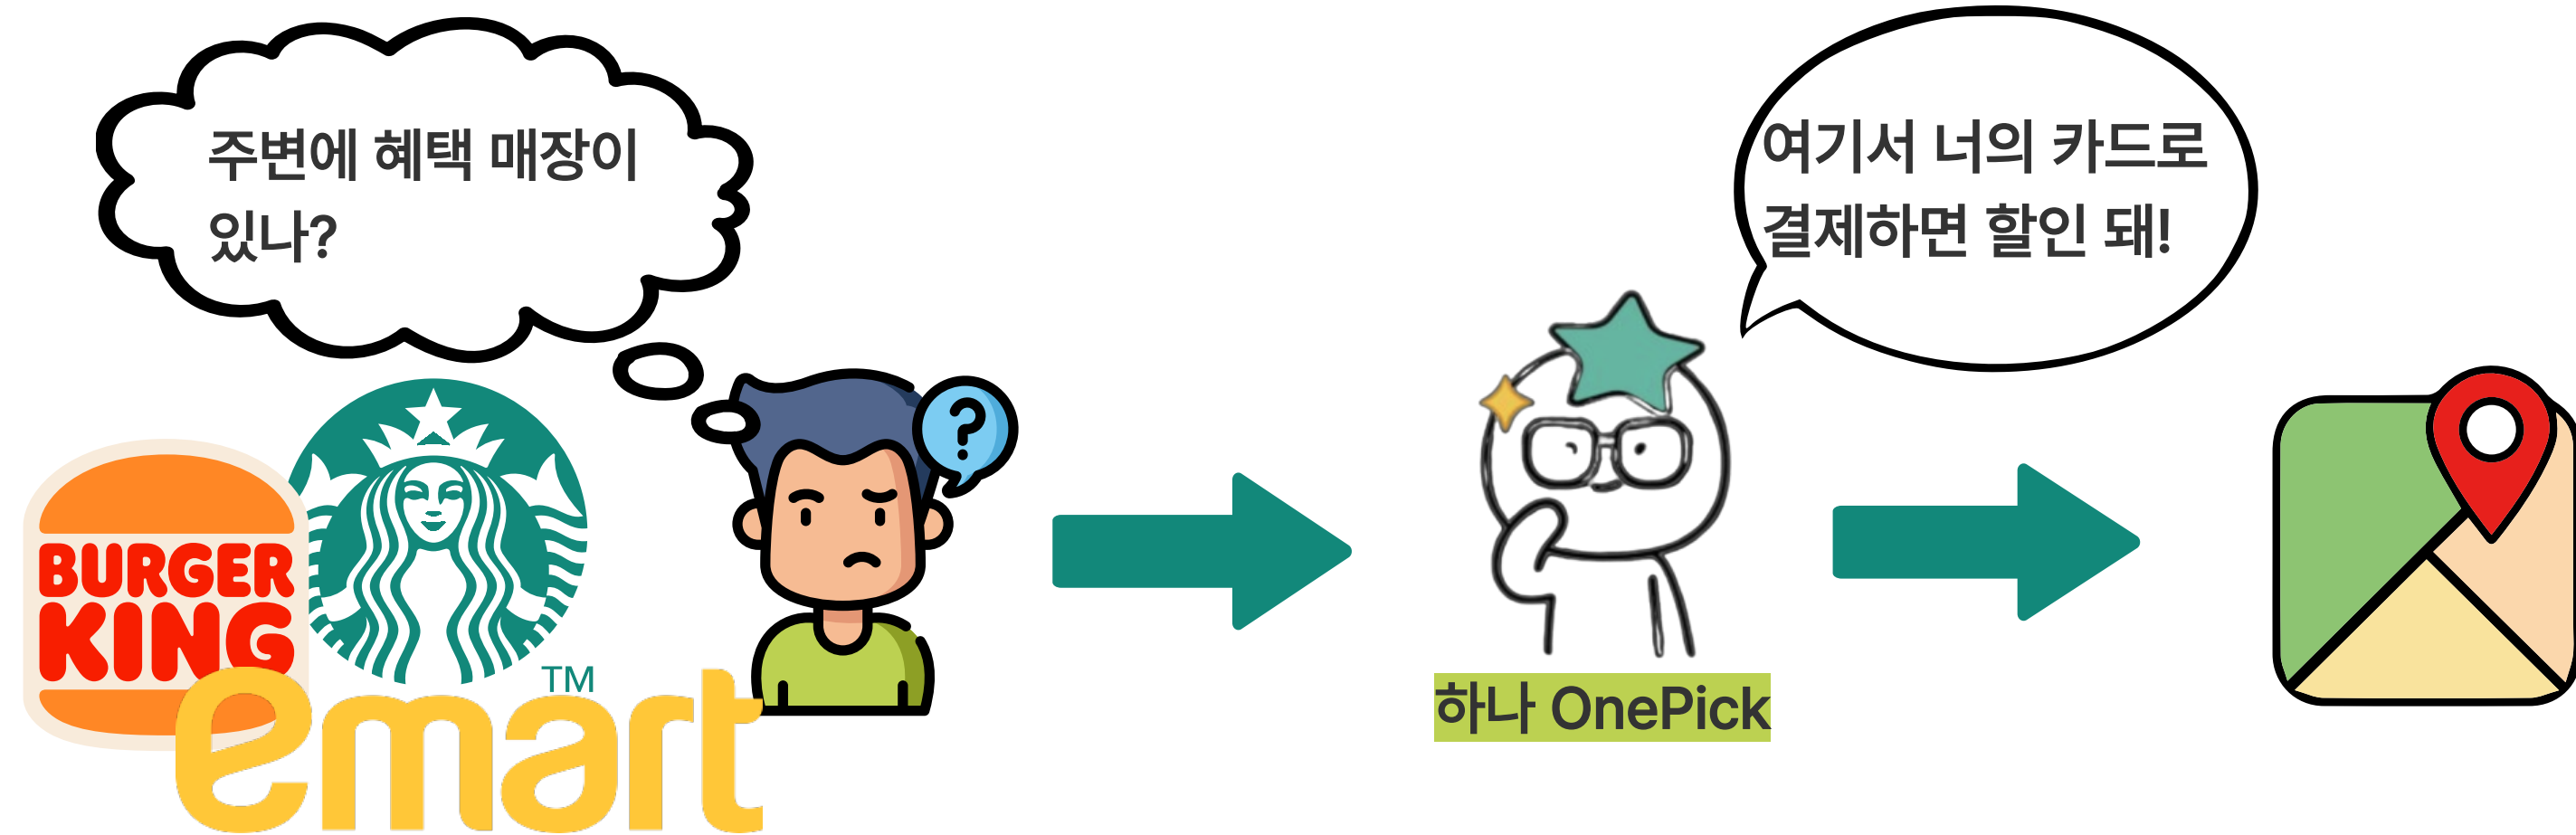 주변에 혜택 매장이
있나?
여기서 너의 카드로
결제하면 할인 돼!
?
BURGER
KING
TM
emart
하나 OnePick